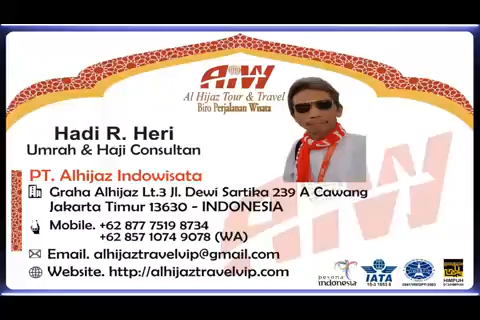 AIW
Al Hijaz Tour & Travel
Biro Perjalanan Wisata
Hadi R. Heri
Umrah & Haji Consultan
PT. Alhijaz Indowisata
Graha Alhijaz Lt.3 Jl. Dewi Sartika 239 A Cawang
Jakarta Timur 13630 - INDONESIA
Mobile. +62 877 7519 8734
+62 857 1074 9078 (WA)
Email. alhijaztravelvip@gmail.com
Website. http://alhijaztravelvip.com
pesona
indonesia
IATA
HIMPUH